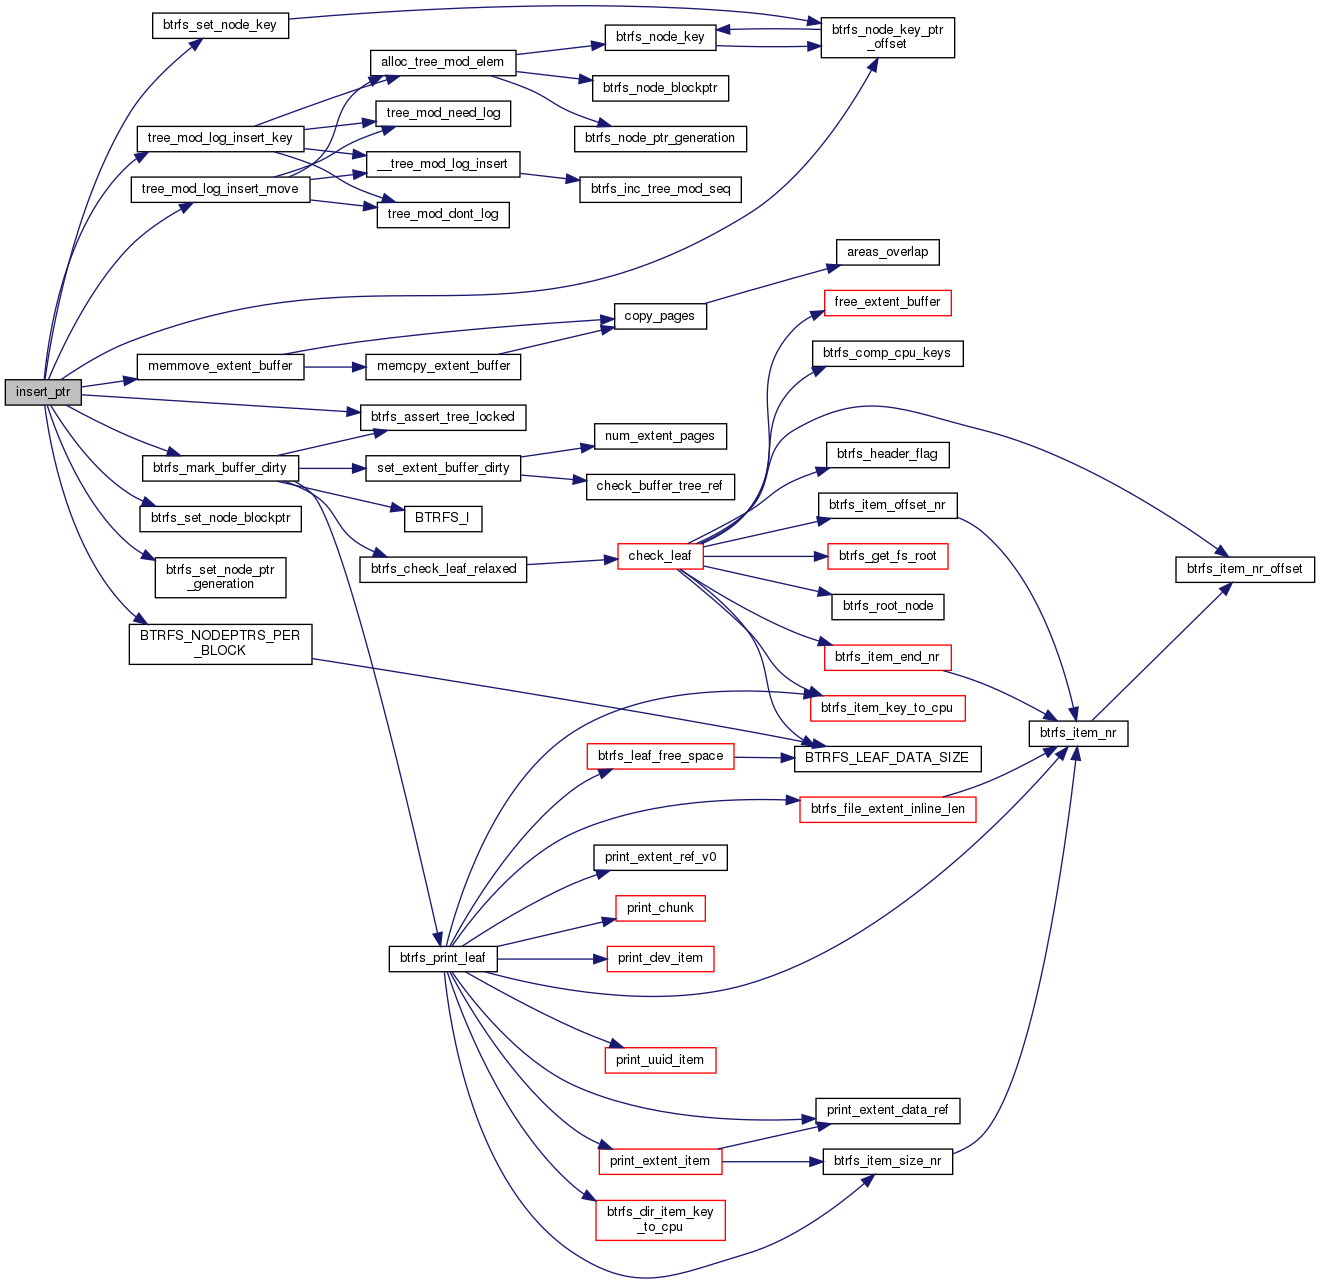 btrfs_set_node_key
btrfs_node_key_ptr
_offset
btrfs_node_key
alloc_tree_mod_elem
btrfs_node_blockptr
tree_mod_need_log
tree_mod_log_insert_key
btrfs_node_ptr_generation
__tree_mod_log_insert
tree_mod_log_insert_move
btrfs_inc_tree_mod_seq
tree_mod_dont_log
areas_overlap
free_extent_buffer
copy_pages
btrfs_comp_cpu_keys
memmove_extent_buffer
memcpy_extent_buffer
insert_ptr
btrfs_assert_tree_locked
num_extent_pages
btrfs_header_flag
btrfs_mark_buffer_dirty
set_extent_buffer_dirty
check_buffer_tree_ref
btrfs_item_offset_nr
btrfs_set_node_blockptr
BTRFS_I
check_leaf
btrfs_get_fs_root
btrfs_check_leaf_relaxed
btrfs_item_nr_offset
btrfs_set_node_ptr
_generation
btrfs_root_node
BTRFS_NODEPTRS_PER
_BLOCK
btrfs_item_end_nr
btrfs_item_key_to_cpu
btrfs_item_nr
btrfs_leaf_free_space
BTRFS_LEAF_DATA_SIZE
btrfs_file_extent_inline_len
print_extent_ref_v0
print_chunk
btrfs_print_leaf
print_dev_item
print_uuid_item
print_extent_data_ref
print_extent_item
btrfs_item_size_nr
btrfs_dir_item_key
_to_cpu